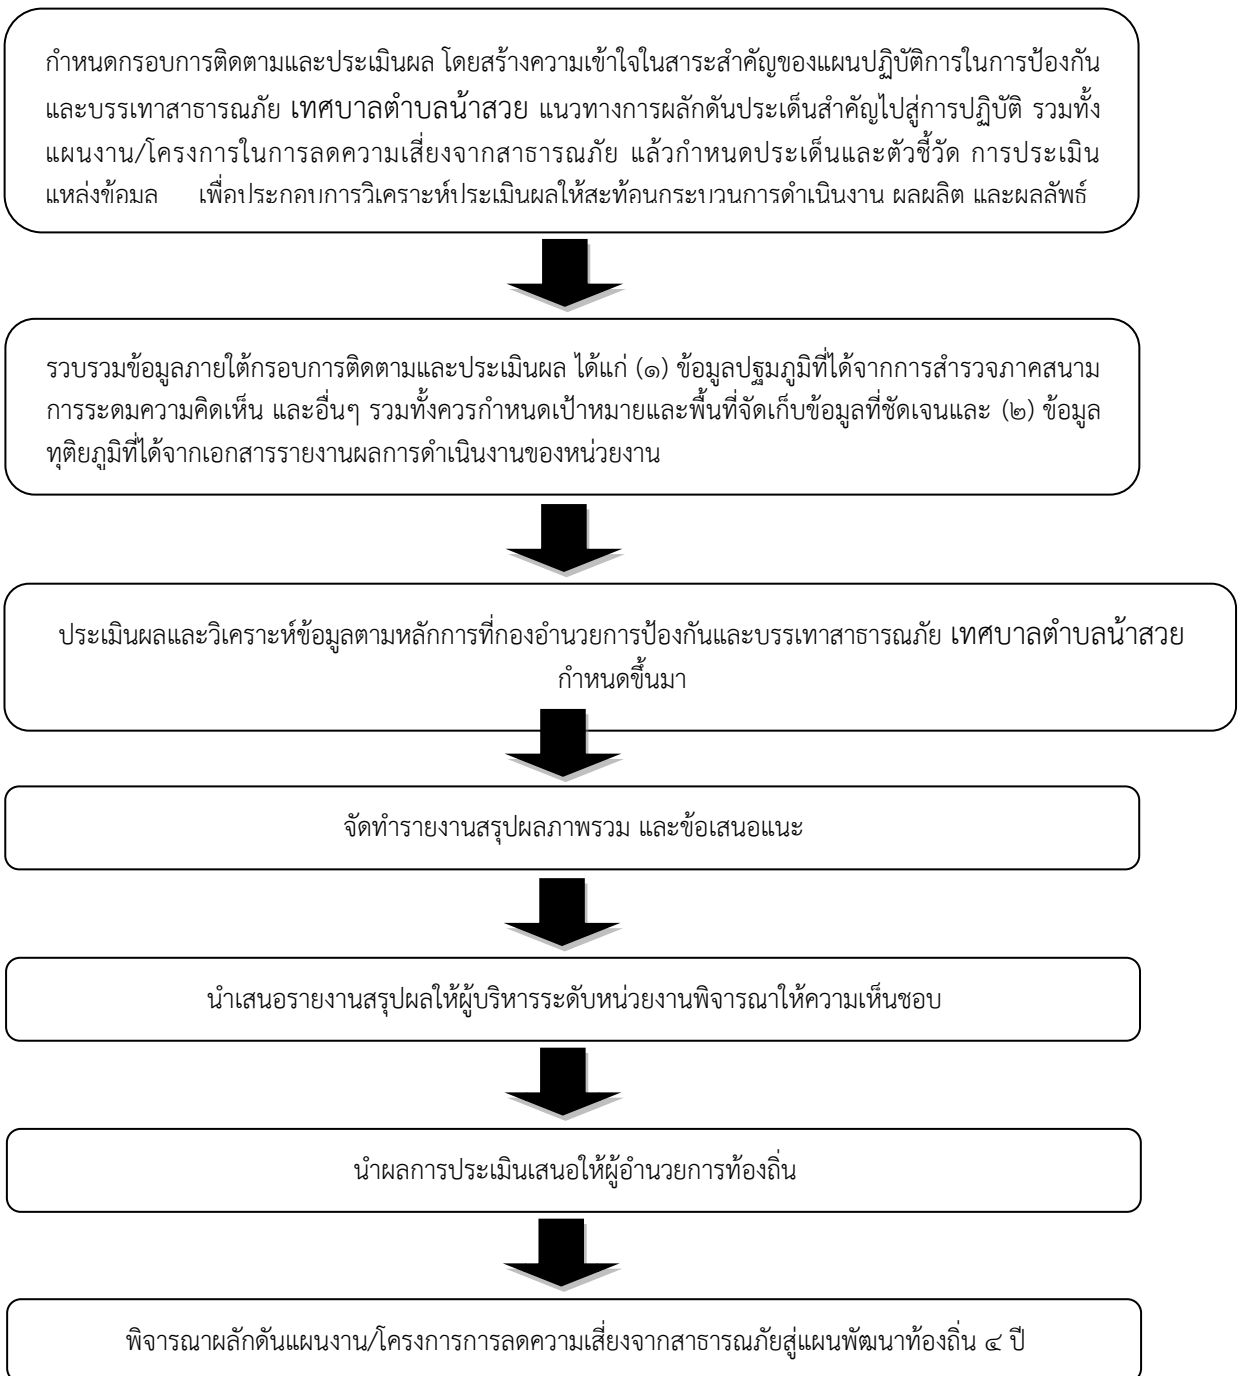 กำหนดกรอบการติดตามและประเมินผล โดยสร้างความเข้าใจในสาระสำคัญของแผนปฏิบัติการในการป้องกัน
และบรรเทาสาธารณภัย เทศบาลตำบลน้ำสวย แนวทางการผลักดันประเด็นสำคัญไปสู่การปฏิบัติ รวมทั้ง
แผนงาน/โครงการในการลดความเสี่ยงจากสาธารณภัย แล้วกำหนดประเด็นและตัวชี้วัด การประเมิน
แหล่งข้อมูล เพื่อประกอบการวิเคราะห์ประเมินผลให้สะท้อนกระบวนการดำเนินงาน ผลผลิต และผลลัพธ์
รวบรวมข้อมูลภายใต้กรอบการติดตามและประเมินผล ได้แก่ (๑) ข้อมูลปฐมภูมิที่ได้จากการสำรวจภาคสนาม
การระดมความคิดเห็น และอื่นๆ รวมทั้งควรกำหนดเป้าหมายและพื้นที่จัดเก็บข้อมูลที่ชัดเจนและ (๒) ข้อมูล
ทุติยภูมิที่ได้จากเอกสารรายงานผลการดำเนินงานของหน่วยงาน
ประเมินผลและวิเคราะห์ข้อมูลตามหลักการที่กองอำนวยการป้องกันและบรรเทาสาธารณภัย เทศบาลตำบลน้ำสวย
กำหนดขึ้นมา
จัดทำรายงานสรุปผลภาพรวม และข้อเสนอแนะ
นำเสนอรายงานสรุปผลให้ผู้บริหารระดับหน่วยงานพิจารณาให้ความเห็นชอบ
นำผลการประเมินเสนอให้ผู้อำนวยการท้องถิ่น
พิจารณาผลักดันแผนงาน/โครงการการลดความเสี่ยงจากสาธารณภัยสู่แผนพัฒนาท้องถิ่น ๔ ปี